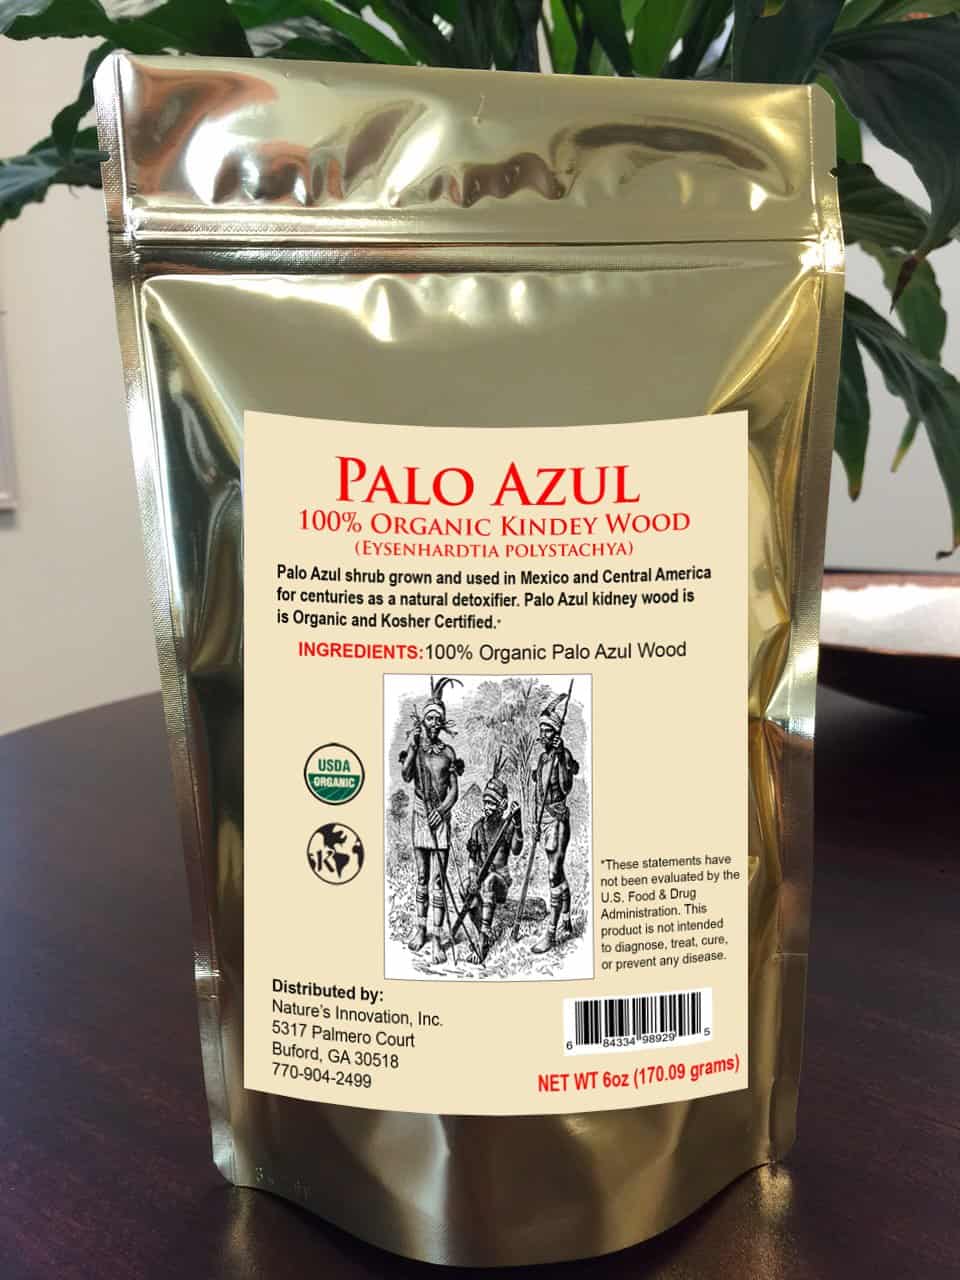 PALO AZUL
100% ORGANIC KINDEY WOOD
(EYSENHARDTIA POLYSTACHYA)
Palo Azul shrub grown and used in Mexico and Central America
for centuries as a natural detoxifier. Palo Azul kidney wood is
is Organic and Kosher Certified.*
INGREDIENTS:100% Organic Palo Azul Wood
USDA
ORGANIC
K
*These statements have
not been evaluated by the
U.S. Food & Drug
Administration. This
product is not intended
to diagnose, treat, cure,
or prevent any disease.
Distributed by:
Nature's Innovation, Inc.
5317 Palmero Court
Buford, GA 30518
770-904-2499
6 84334 98929 5
NET WT 6oz (170.09 grams)